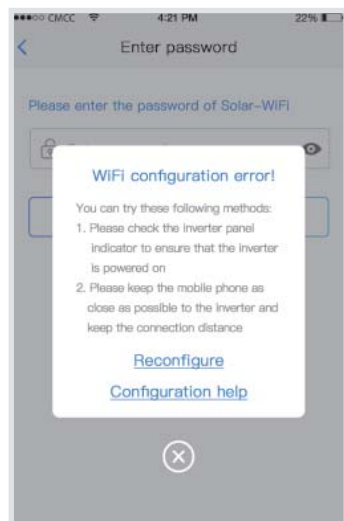 CMCC 4:21 PM 22%
Enter password
Please enter the password of Solar-WiFi
WiFi configuration error!
You can try these following methods:
1. Please check the inverter panel
indicator to ensure that the inverter
is powered on
2. Please keep the mobile phone as
close as possible to the inverter and
keep the connection distance
Reconfigure
Configuration help